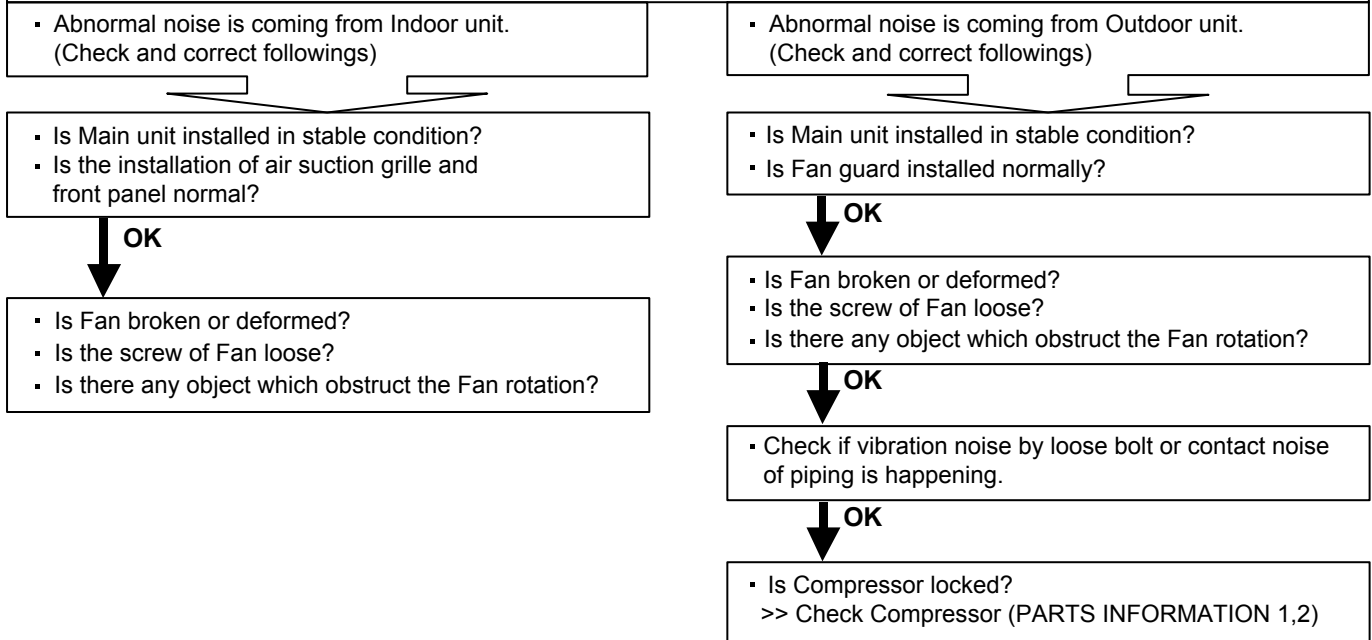 ▪ Abnormal noise is coming from Indoor unit.
(Check and correct followings)
▪ Is Main unit installed in stable condition?
▪ Is the installation of air suction grille and
front panel normal?
OK
▪ Is Fan broken or deformed?
▪ Is the screw of Fan loose?
▪ Is there any object which obstruct the Fan rotation?
▪ Abnormal noise is coming from Outdoor unit.
(Check and correct followings)
▪ Is Main unit installed in stable condition?
▪ Is Fan guard installed normally?
OK
▪ Is Fan broken or deformed?
▪ Is the screw of Fan loose?
▪ Is there any object which obstruct the Fan rotation?
OK
▪ Check if vibration noise by loose bolt or contact noise
of piping is happening.
OK
▪ Is Compressor locked?
>> Check Compressor (PARTS INFORMATION 1,2)